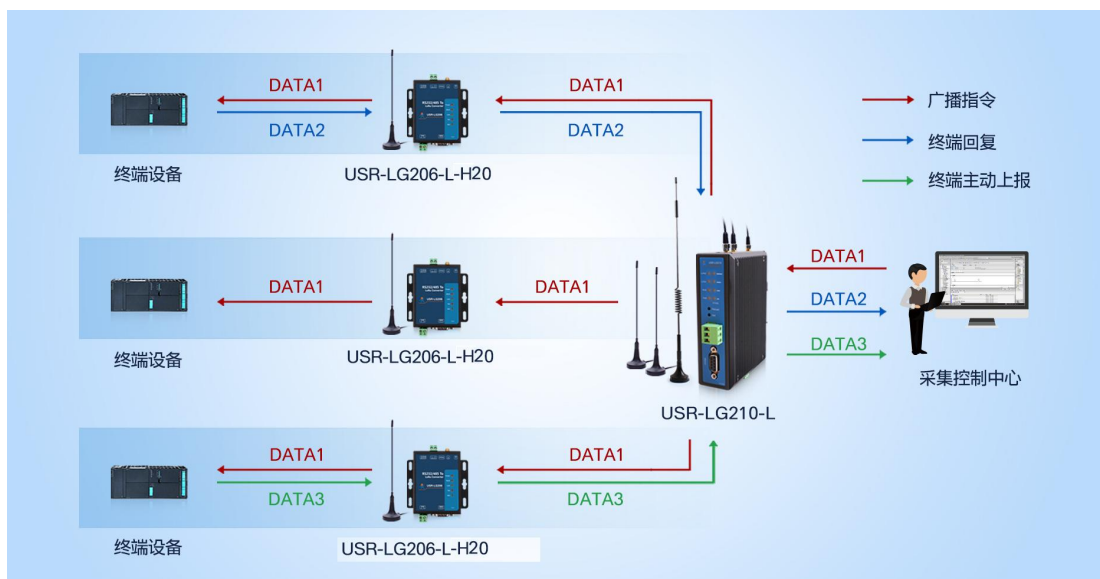 DATA1
DATA1
广播指令
DATA2
DATA2
终端回复
终端设备
USR-LG206-L-H20
终端主动上报
DATA1
DATA1
DATA1
DATA2
DATA3
终端设备
USR-LG206-L-H20
采集控制中心
USR-LG210-L
DATA1
DATA1
DATA3
DATA3
终端设备
USR-LG206-L-H20